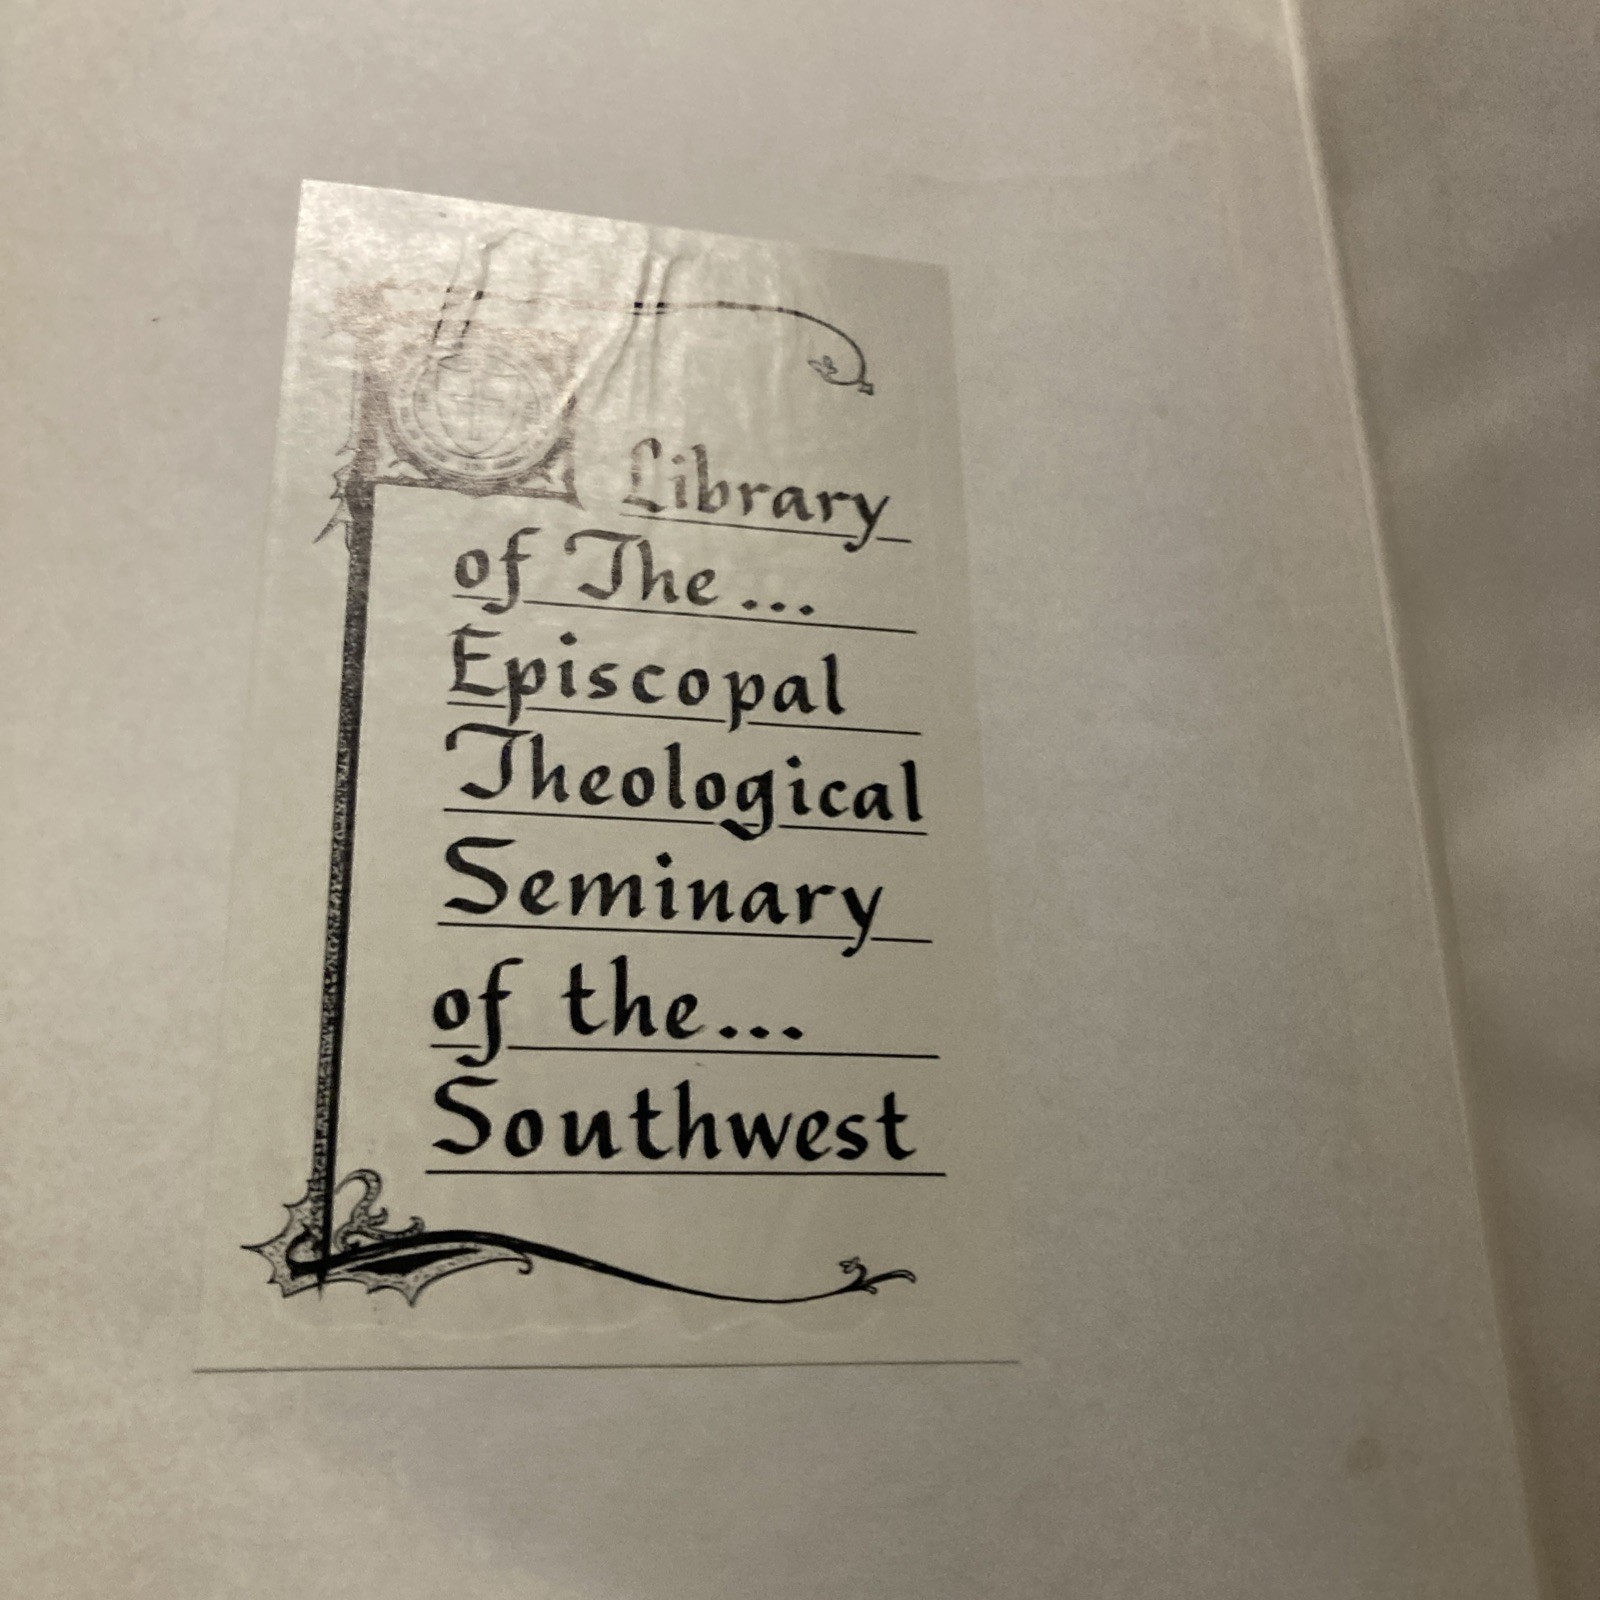 Library
of The...
Episcopal
Theological
Seminary
of the...
Southwest